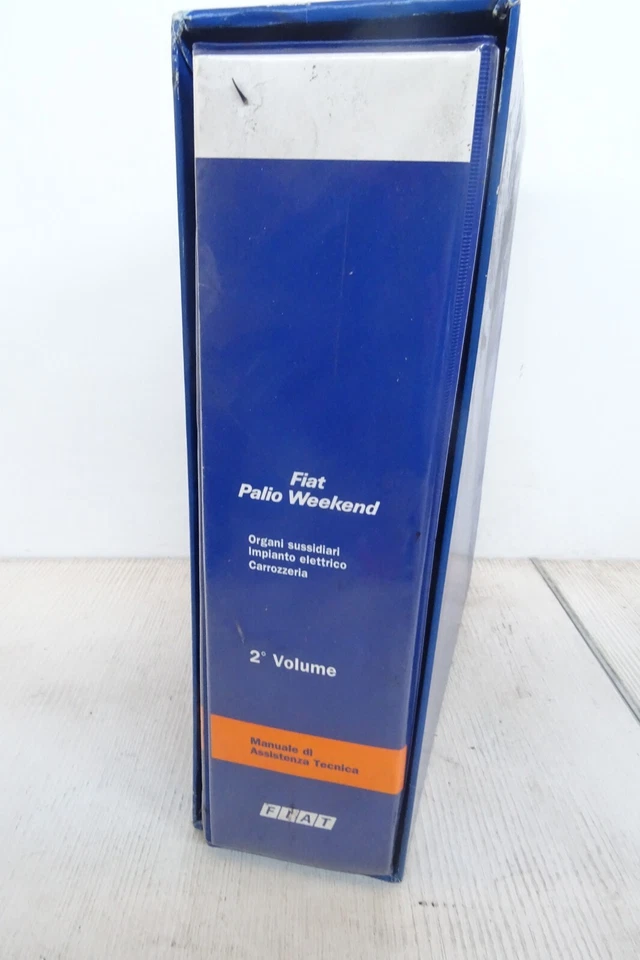 Fiat
Palio Weekend
Organi sussidiari
Impianto elettrico
Carrozzeria
2° Volume
Manuale di
Assistenza Tecnica
FIAT